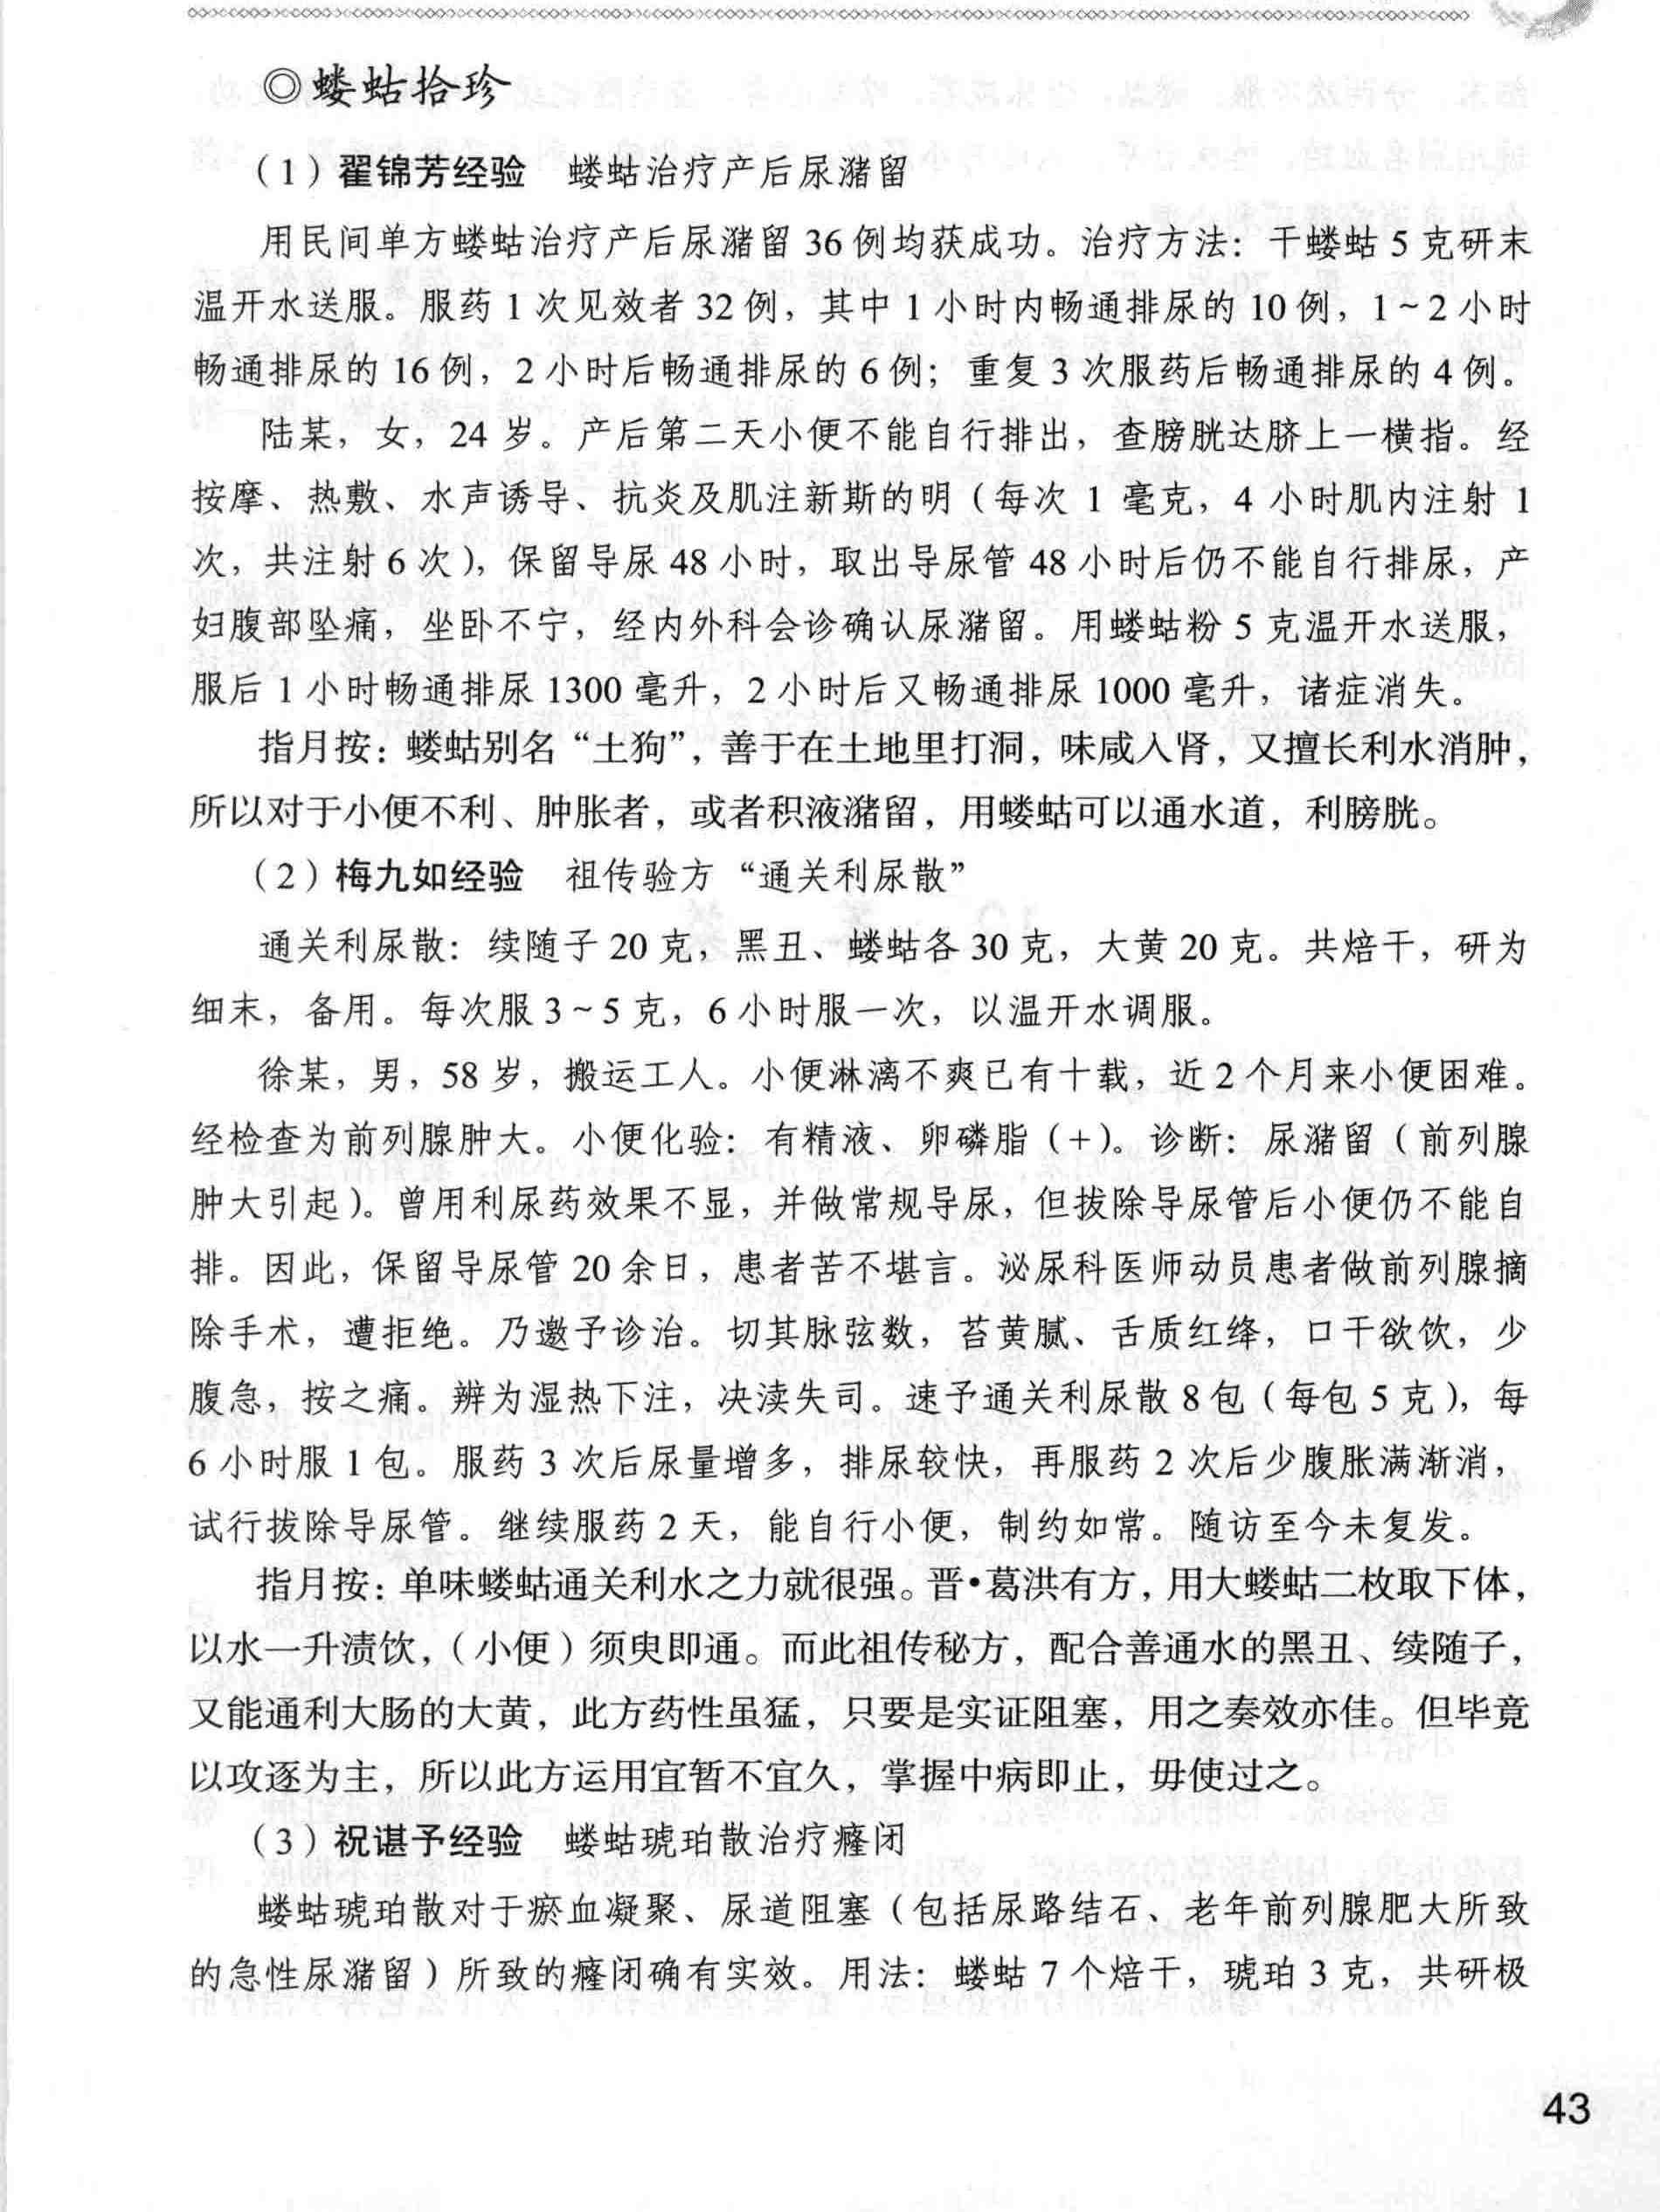 ◎蝼蛄拾珍
（1）翟锦芳经验　蝼蛄治疗产后尿潴留
用民间单方蝼蛄治疗产后尿潴留 36 例均获成功。治疗方法：干蝼蛄 5 克研末
温开水送服。服药 1 次见效者 32 例，其中 1 小时内畅通排尿的 10 例，1～2 小时
畅通排尿的 16 例，2 小时后畅通排尿的 6 例；重复 3 次服药后畅通排尿的 4 例。
陆某，女，24 岁。产后第二天小便不能自行排出，查膀胱达脐上一横指。经
按摩、热敷、水声诱导、抗炎及肌注新斯的明（每次 1 毫克，4 小时肌内注射 1
次，共注射 6 次），保留导尿 48 小时，取出导尿管 48 小时后仍不能自行排尿，产
妇腹部坠痛，坐卧不宁，经内外科会诊确认尿潴留。用蝼蛄粉 5 克温开水送服，
服后 1 小时畅通排尿 1300 毫升，2 小时后又畅通排尿 1000 毫升，诸症消失。
指月按：蝼蛄别名“土狗”，善于在土地里打洞，味咸入肾，又擅长利水消肿，
所以对于小便不利、肿胀者，或者积液潴留，用蝼蛄可以通水道，利膀胱。
（2）梅九如经验　祖传验方“通关利尿散”
通关利尿散：续随子 20 克，黑丑、蝼蛄各 30 克，大黄 20 克。共焙干，研为
细末，备用。每次服 3～5 克，6 小时服一次，以温开水调服。
徐某，男，58 岁，搬运工人。小便淋漓不爽已有十载，近 2 个月来小便困难。
经检查为前列腺肿大。小便化验：有精液、卵磷脂（+）。诊断：尿潴留（前列腺
肿大引起）。曾用利尿药效果不显，并做常规导尿，但拔除导尿管后小便仍不能自
排。因此，保留导尿管 20 余日，患者苦不堪言。泌尿科医师动员患者做前列腺摘
除手术，遭拒绝。乃邀予诊治。切其脉弦数，苔黄腻、舌质红绛，口干欲饮，少
腹急，按之痛。辨为湿热下注，决渎失司。速予通关利尿散 8 包（每包 5 克），每
6 小时服 1 包。服药 3 次后尿量增多，排尿较快，再服药 2 次后少腹胀满渐消，
试行拔除导尿管。继续服药 2 天，能自行小便，制约如常。随访至今未复发。
指月按：单味蝼蛄通关利水之力就很强。晋•葛洪有方，用大蝼蛄二枚取下体，
以水一升渍饮，（小便）须臾即通。而此祖传秘方，配合善通水的黑丑、续随子，
又能通利大肠的大黄，此方药性虽猛，只要是实证阻塞，用之奏效亦佳。但毕竟
以攻逐为主，所以此方运用宜暂不宜久，掌握中病即止，毋使过之。
（3）祝谌予经验　蝼蛄琥珀散治疗癃闭
蝼蛄琥珀散对于瘀血凝聚、尿道阻塞（包括尿路结石、老年前列腺肥大所致
的急性尿潴留）所致的癃闭确有实效。用法：蝼蛄 7 个焙干，琥珀 3 克，共研极
43